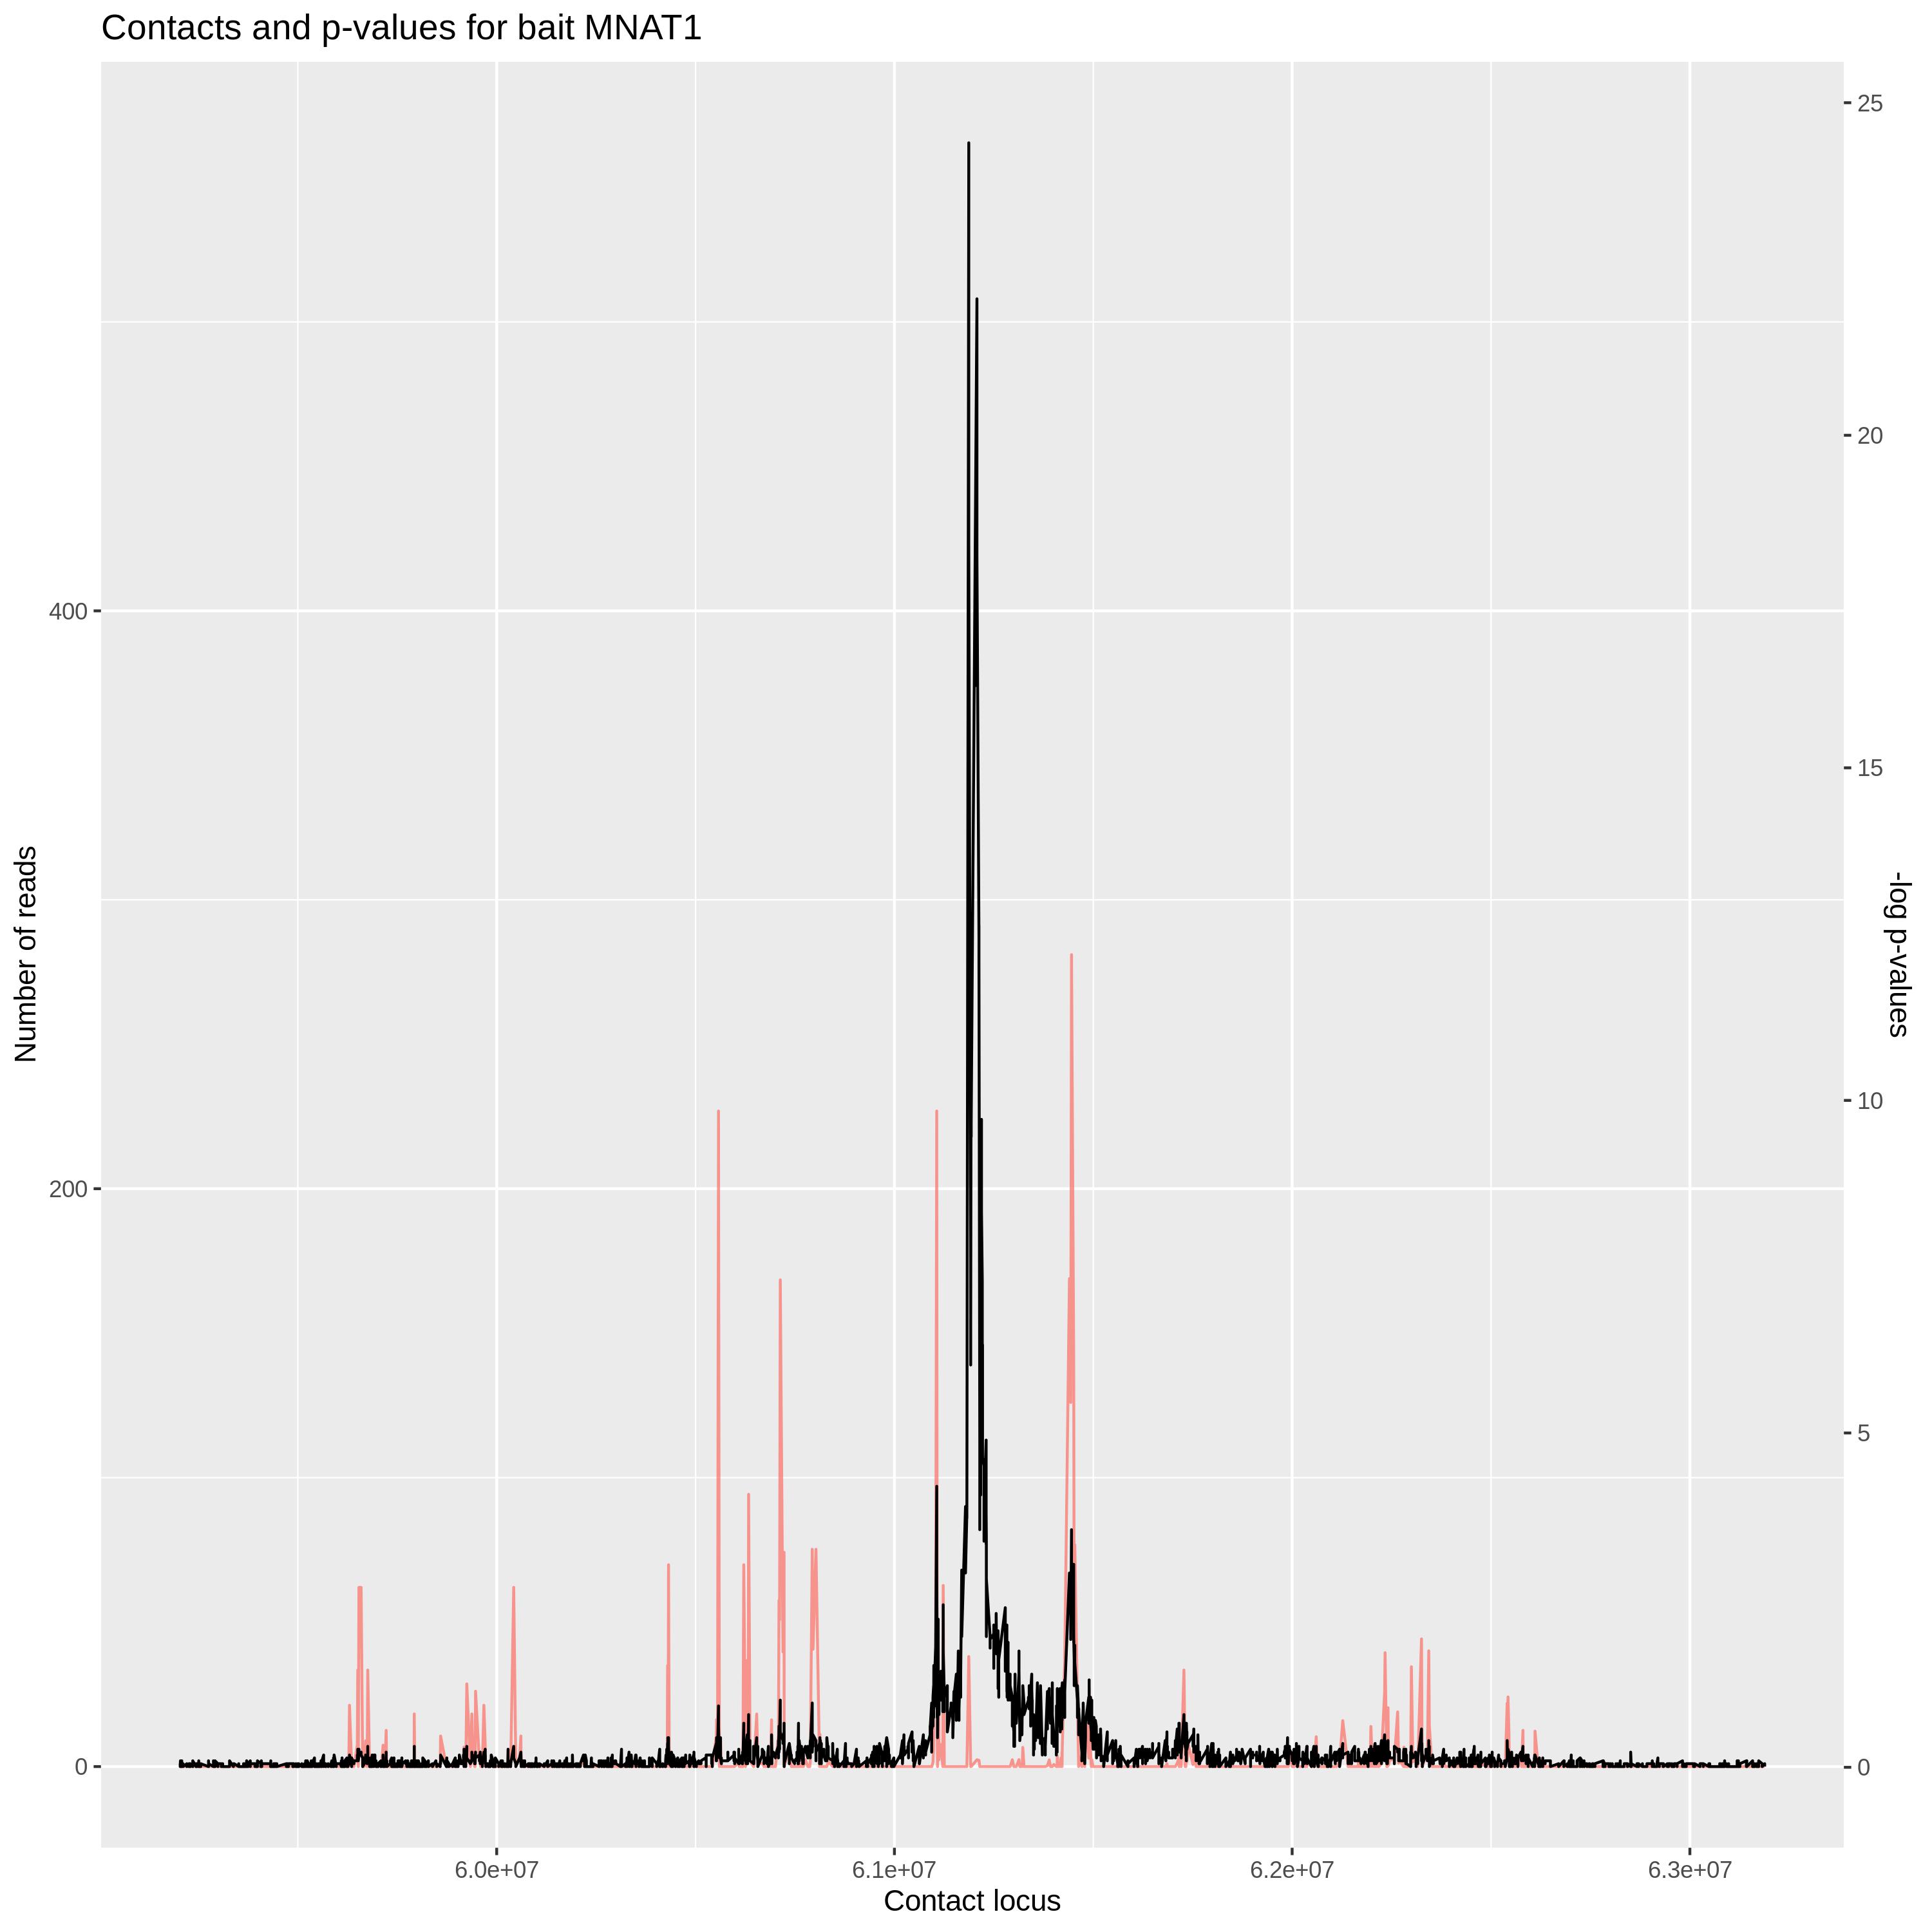 Contacts and p-values for bait MNAT1
25
20
400
15
Number of reads
-log p-values
10
200
5
0
0
6.0e+07
6.1e+07
6.2e+07
6.3e+07
Contact locus